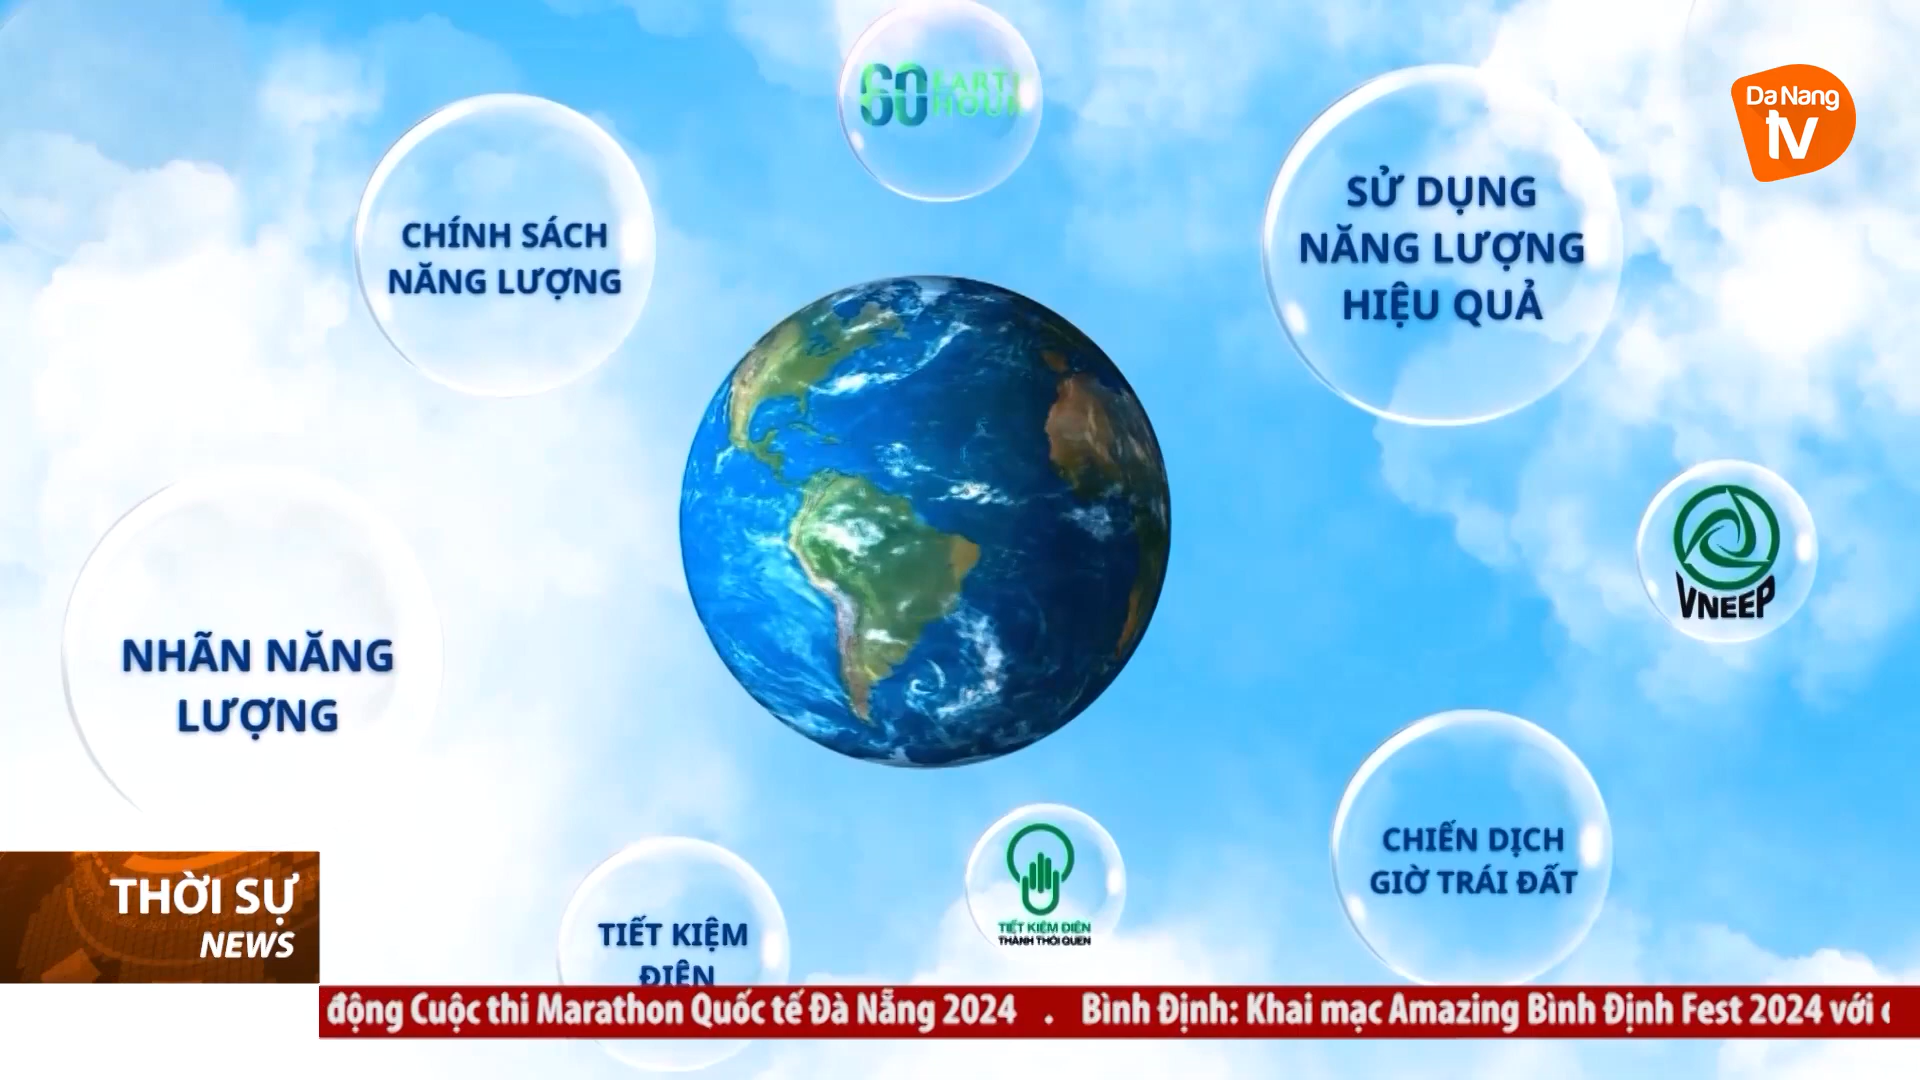 60 EARTH
HOUR
Da Nang
tv
CHÍNH SÁCH
NĂNG LƯỢNG
SỬ DỤNG
NĂNG LƯỢNG
HIỆU QUẢ
VNEEP
NHÃN NĂNG
LƯỢNG
CHIẾN DỊCH
GIỜ TRÁI ĐẤT
TIẾT KIỆM
ĐIỆN
TIẾT KIỆM ĐIỆN
THÀNH THÓI QUEN
THỜI SỰ
NEWS
động Cuộc thi Marathon Quốc tế Đà Nẵng 2024 . Bình Định: Khai mạc Amazing Bình Định Fest 2024 với